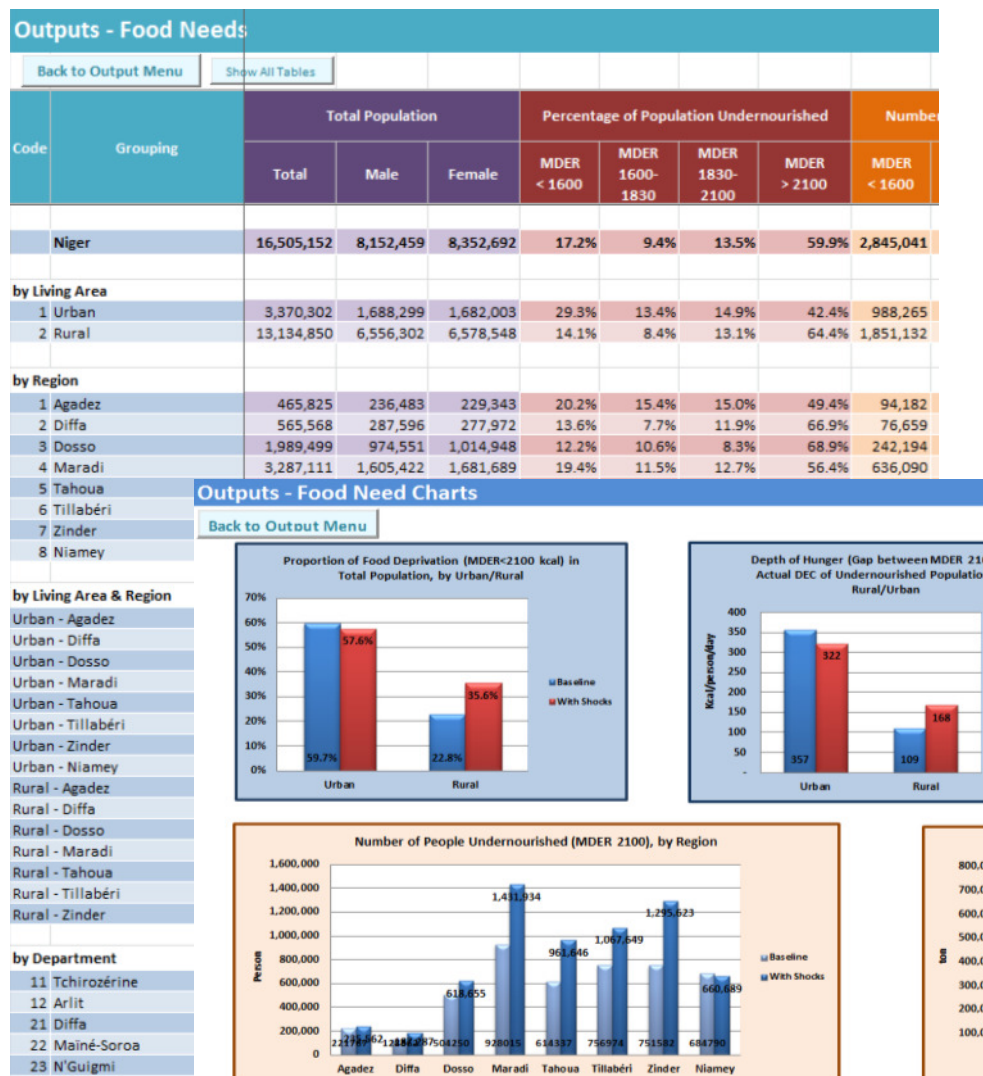 Outputs - Food Needs
Back to Output Menu Show All Tables
Code Grouping Total Population Percentage of Population Undernourished Number
Total Male Female MDER < 1600 MDER 1600-1830 MDER 1830-2100 MDER > 2100 MDER < 1600
Niger 16,505,152 8,152,459 8,352,692 17.2% 9.4% 13.5% 59.9% 2,845,041
by Living Area
1 Urban 3,370,302 1,688,299 1,682,003 29.3% 13.4% 14.9% 42.4% 988,265
2 Rural 13,134,850 6,556,302 6,578,548 14.1% 8.4% 13.1% 64.4% 1,851,132
by Region
1 Agadez 465,825 236,483 229,343 20.2% 15.4% 15.0% 49.4% 94,182
2 Diffa 565,568 287,596 277,972 13.6% 7.7% 11.9% 66.9% 76,659
3 Dosso 1,989,499 974,551 1,014,948 12.2% 10.6% 8.3% 68.9% 242,194
4 Maradi 3,287,111 1,605,422 1,681,689 19.4% 11.5% 12.7% 56.4% 636,090
5 Tahoua
6 Tillabéri
7 Zinder
8 Niamey
by Living Area & Region
Urban - Agadez
Urban - Diffa
Urban - Dosso
Urban - Maradi
Urban - Tahoua
Urban - Tillabéri
Urban - Zinder
Urban - Niamey
Rural - Agadez
Rural - Diffa
Rural - Dosso
Rural - Maradi
Rural - Tahoua
Rural - Tillabéri
Rural - Zinder
by Department
11 Tchirozérine
12 Arlit
21 Diffa
22 Maïné-Soroa
23 N'Guigmi
Outputs - Food Need Charts
Back to Output Menu
Proportion of Food Deprivation (MDER<2100 kcal) in
Total Population, by Urban/Rural
70%
60%
50%
40%
30%
20%
10%
0%
57.6%
35.6%
59.7%
22.8%
Urban Rural
Baseline
With Shocks
Depth of Hunger (Gap between MDER 210
Actual DEC of Undernourished Populatio
Rural/Urban
Kcal/person/day
400
350
300
250
200
150
100
50
-
322
168
357
109
Urban Rural
Number of People Undernourished (MDER 2100), by Region
Person
1,600,000
1,400,000
1,200,000
1,000,000
800,000
600,000
400,000
200,000
0
1,431,934
1,295,623
1,067,649
961,646
618,655
660,689
504250 928015 614337 756974 751582 684790
Agadez Diffa Dosso Maradi Tahoua Tillabéri Zinder Niamey
Baseline
With Shocks
ton
800,0
700,0
600,0
500,0
400,0
300,0
200,0
100,0